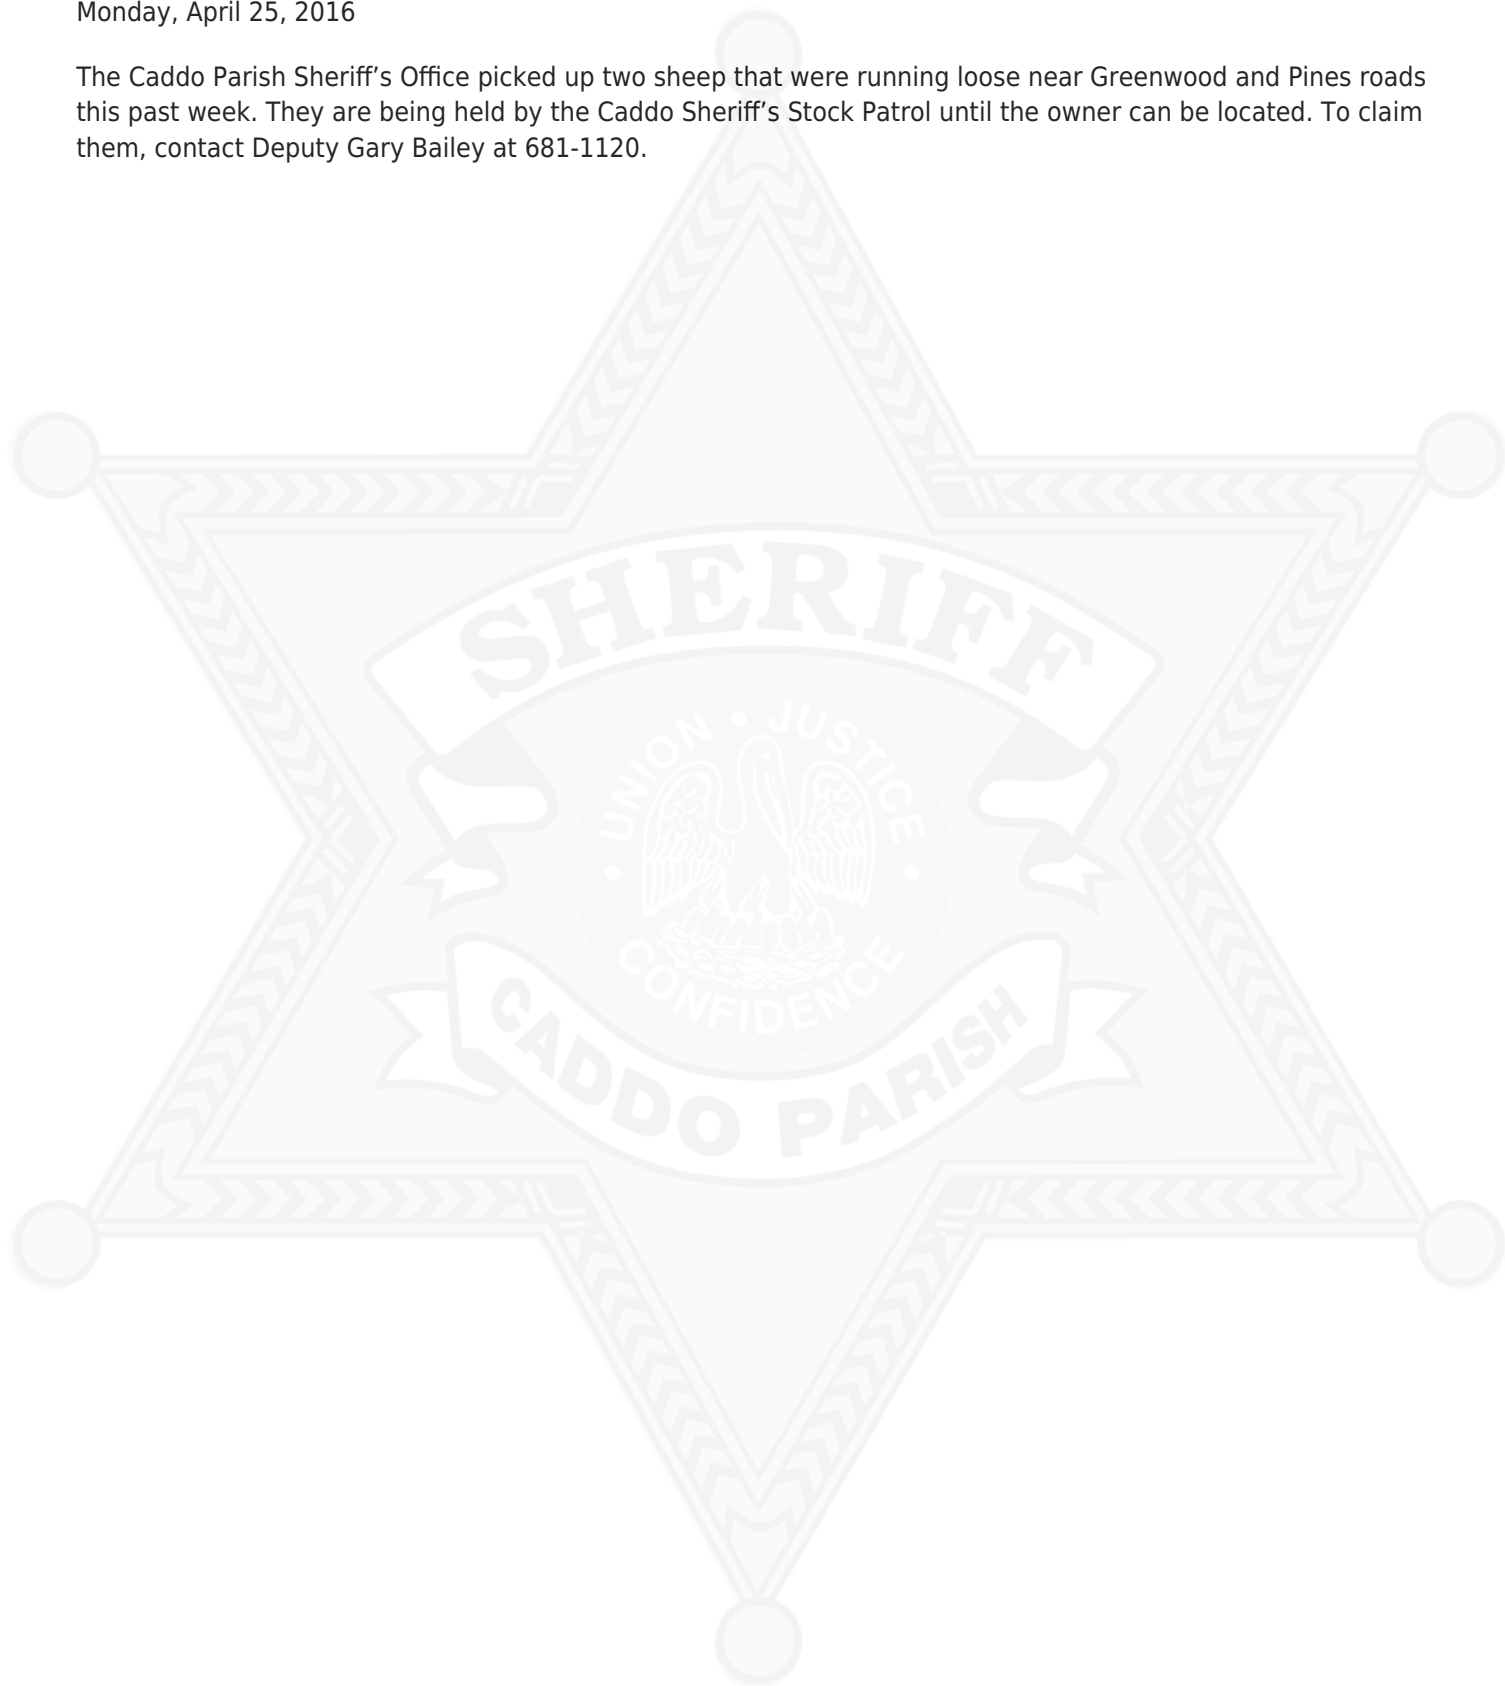 Monday, April 25, 2016
The Caddo Parish Sheriff’s Office picked up two sheep that were running loose near Greenwood and Pines roads
this past week. They are being held by the Caddo Sheriff’s Stock Patrol until the owner can be located. To claim
them, contact Deputy Gary Bailey at 681-1120.
SHERIFF
UNION • JUSTICE
• CONFIDENCE •
CADDO PARISH